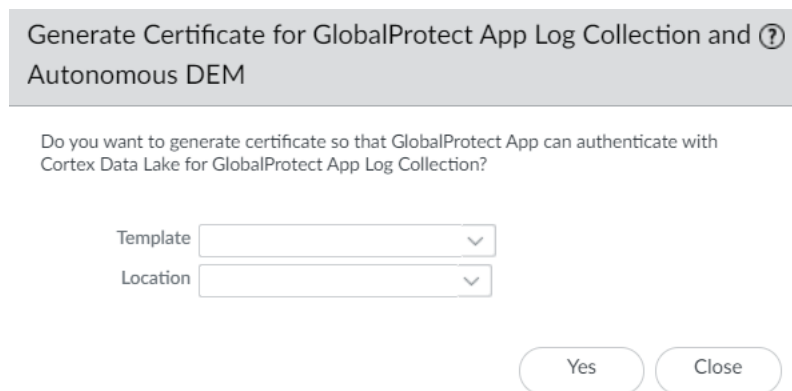 Generate Certificate for GlobalProtect App Log Collection and ?
Autonomous DEM
Do you want to generate certificate so that GlobalProtect App can authenticate with
Cortex Data Lake for GlobalProtect App Log Collection?
Template
Location
Yes Close